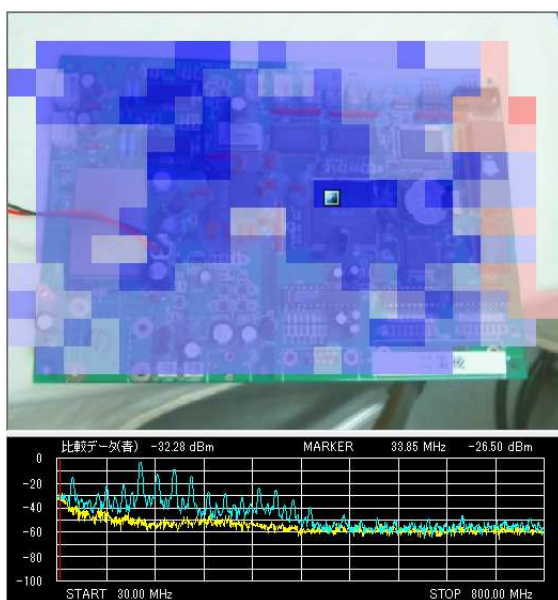 後
比較データ(青) -32.28 dBm MARKER 33.85 MHz -26.50 dBm
0
-20
-40
-60
-80
-100
START 30.00 MHz STOP 800.00 MHz